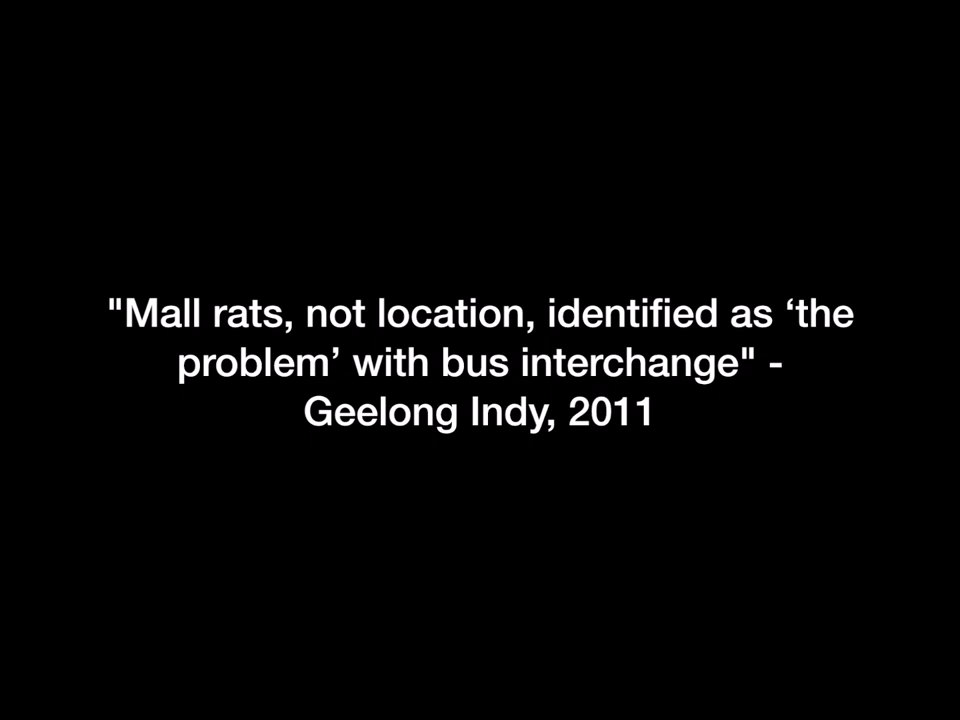 "Mall rats, not location, identified as ‘the
problem’ with bus interchange" -
Geelong Indy, 2011